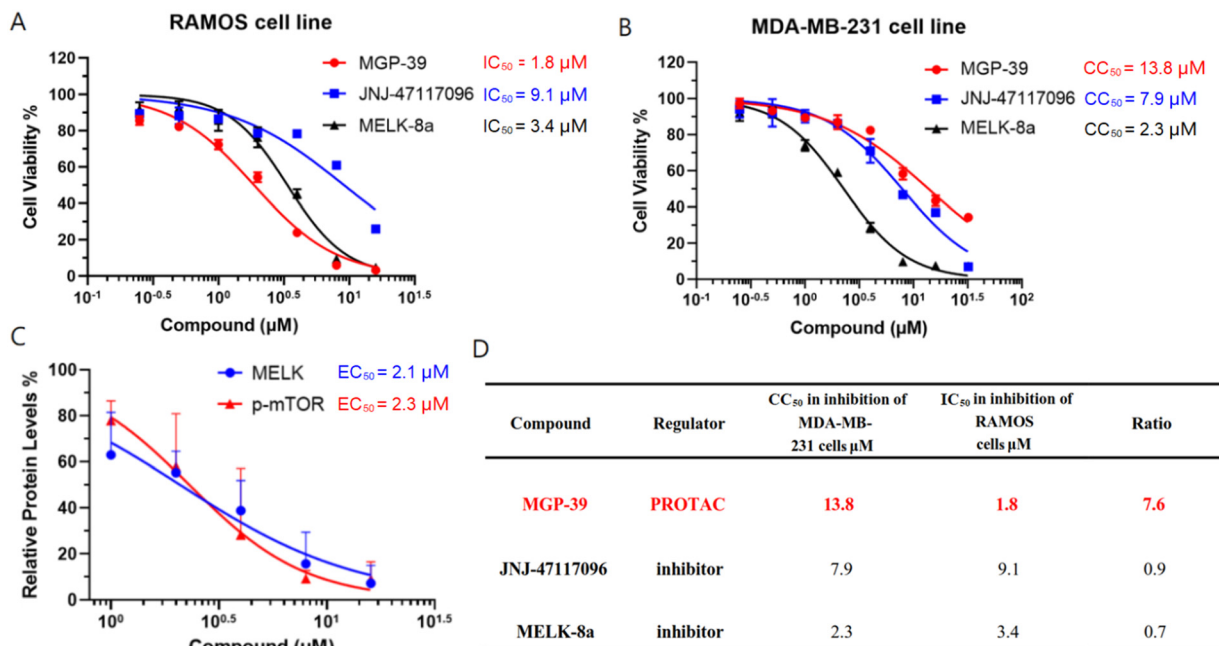 A
RAMOS cell line
120
100
80
60
40
20
0
Cell Viability %
MGP-39 IC50 = 1.8 µM
JNJ-47117096 IC50 = 9.1 µM
MELK-8a IC50 = 3.4 µM
10-1 10-0.5 100 100.5 101 101.5
Compound (µM)
B
MDA-MB-231 cell line
120
100
80
60
40
20
0
Cell Viability %
MGP-39 CC50 = 13.8 µM
JNJ-47117096 CC50 = 7.9 µM
MELK-8a CC50 = 2.3 µM
10-1 10-0.5 100 100.5 101 101.5 102
Compound (µM)
C
100
80
60
40
20
0
Relative Protein Levels %
MELK EC50 = 2.1 µM
p-mTOR EC50 = 2.3 µM
100 100.5 101 101.5
Compound (µM)
D
Compound Regulator CC50 in inhibition of MDA-MB-231 cells µM IC50 in inhibition of RAMOS cells µM Ratio
MGP-39 PROTAC 13.8 1.8 7.6
JNJ-47117096 inhibitor 7.9 9.1 0.9
MELK-8a inhibitor 2.3 3.4 0.7